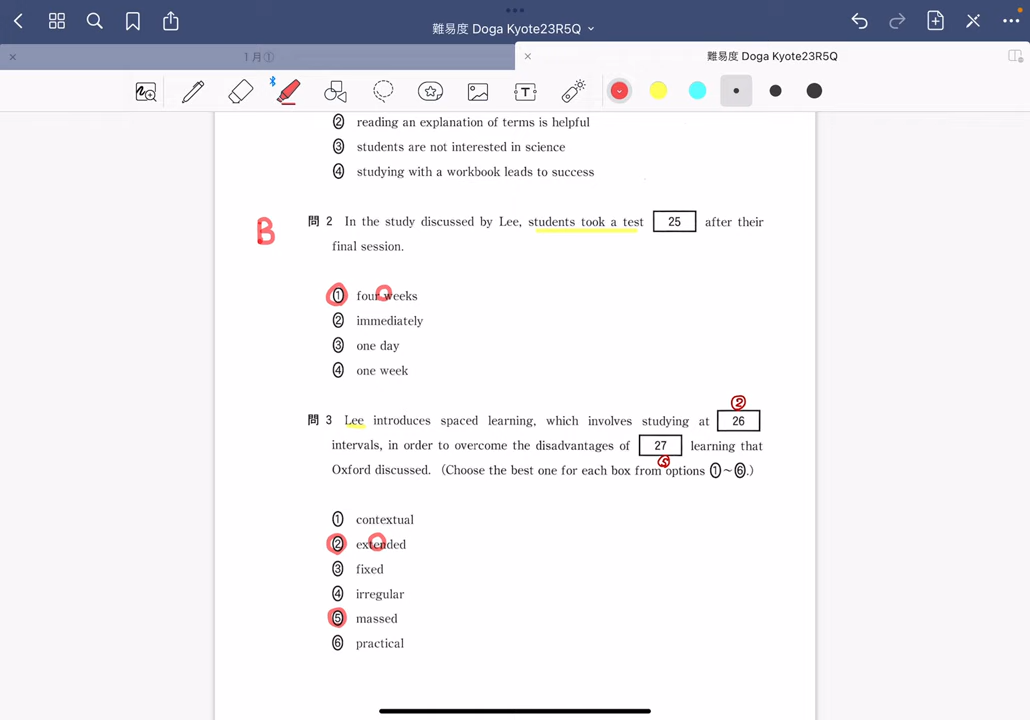 難易度 Doga Kyote23R5Q
1月①
難易度 Doga Kyote23R5Q
② reading an explanation of terms is helpful
③ students are not interested in science
④ studying with a workbook leads to success
B
問 2 In the study discussed by Lee, students took a test 25 after their
final session.
① four weeks
② immediately
③ one day
④ one week
②
問 3 Lee introduces spaced learning, which involves studying at 26
intervals, in order to overcome the disadvantages of 27 learning that
⑤
Oxford discussed. (Choose the best one for each box from options ①~⑥.)
① contextual
② extended
③ fixed
④ irregular
⑤ massed
⑥ practical